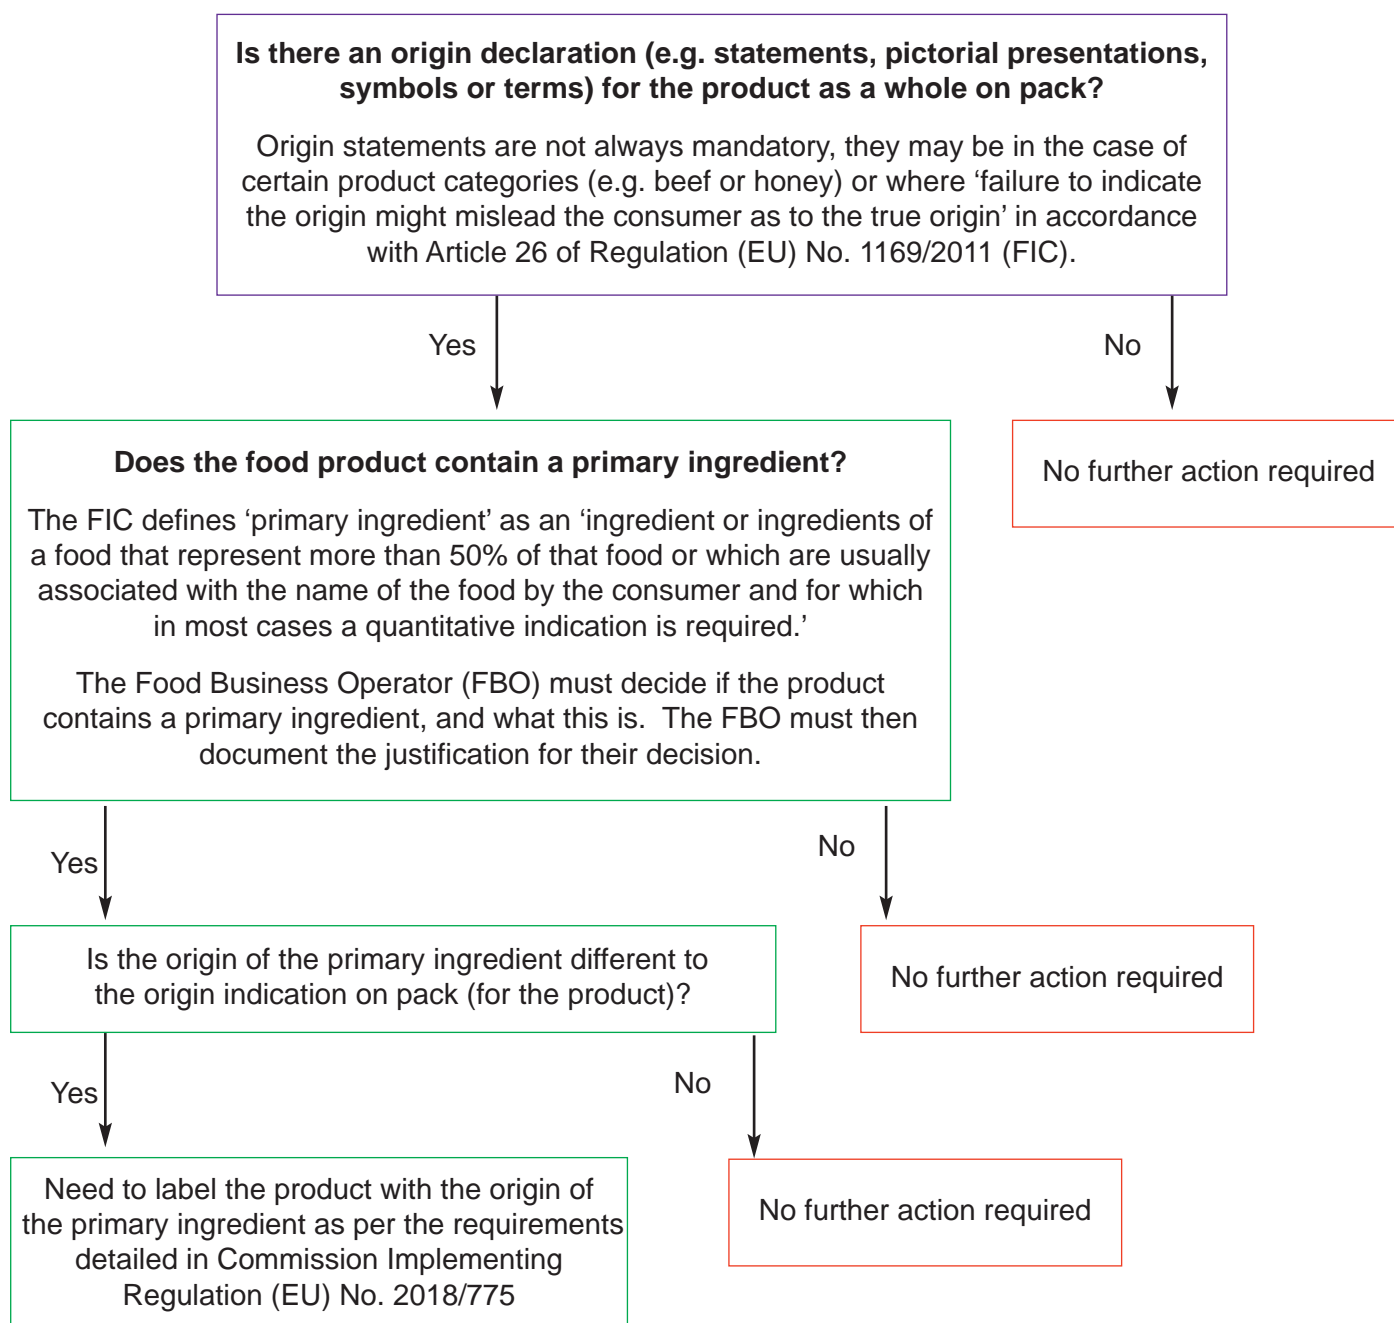 Is there an origin declaration (e.g. statements, pictorial presentations,
symbols or terms) for the product as a whole on pack?
Origin statements are not always mandatory, they may be in the case of
certain product categories (e.g. beef or honey) or where ‘failure to indicate
the origin might mislead the consumer as to the true origin’ in accordance
with Article 26 of Regulation (EU) No. 1169/2011 (FIC).
Yes
No
Does the food product contain a primary ingredient?
The FIC defines ‘primary ingredient’ as an ‘ingredient or ingredients of
a food that represent more than 50% of that food or which are usually
associated with the name of the food by the consumer and for which
in most cases a quantitative indication is required.’
The Food Business Operator (FBO) must decide if the product
contains a primary ingredient, and what this is.  The FBO must then
document the justification for their decision.
No further action required
Yes
No
Is the origin of the primary ingredient different to
the origin indication on pack (for the product)?
No further action required
Yes
No
Need to label the product with the origin of
the primary ingredient as per the requirements
detailed in Commission Implementing
Regulation (EU) No. 2018/775
No further action required